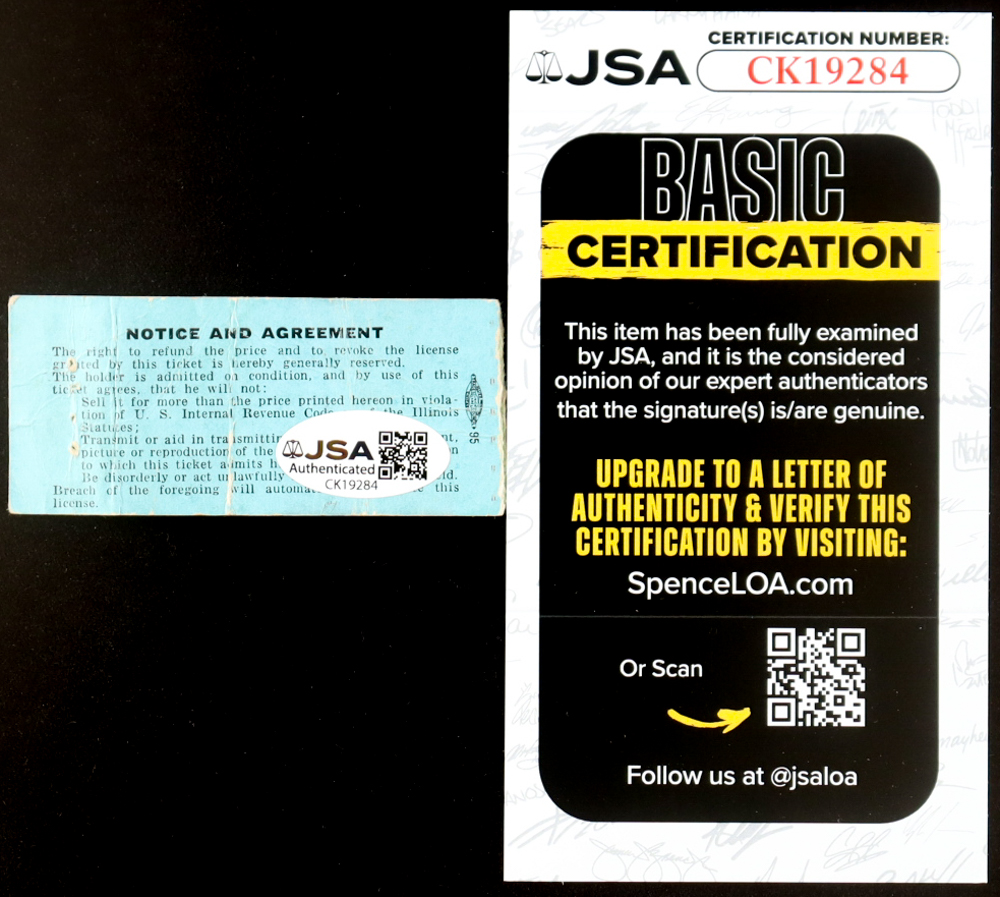 NOTICE AND AGREEMENT
The right to refund the price and to revoke the license
granted by this ticket is hereby generally reserved.
The holder is admitted on condition, and by use of this
ticket agrees, that he will not:
Sell it for more than the price printed hereon in viola-
tion of U. S. Internal Revenue Code the Illinois
Statutes;
Transmit or aid in transmitting
picture or reproduction of the
to which this ticket admits
Be disorderly or act unlawfully
Breach of the foregoing will this
license.
95
JSA
Authenticated
CK19284
JSA
CERTIFICATION NUMBER:
CK19284
BASIC
CERTIFICATION
This item has been fully examined
by JSA, and it is the considered
opinion of our expert authenticators
that the signature(s) is/are genuine.
UPGRADE TO A LETTER OF
AUTHENTICITY & VERIFY THIS
CERTIFICATION BY VISITING:
SpenceLOA.com
Or Scan
Follow us at @jsaloa